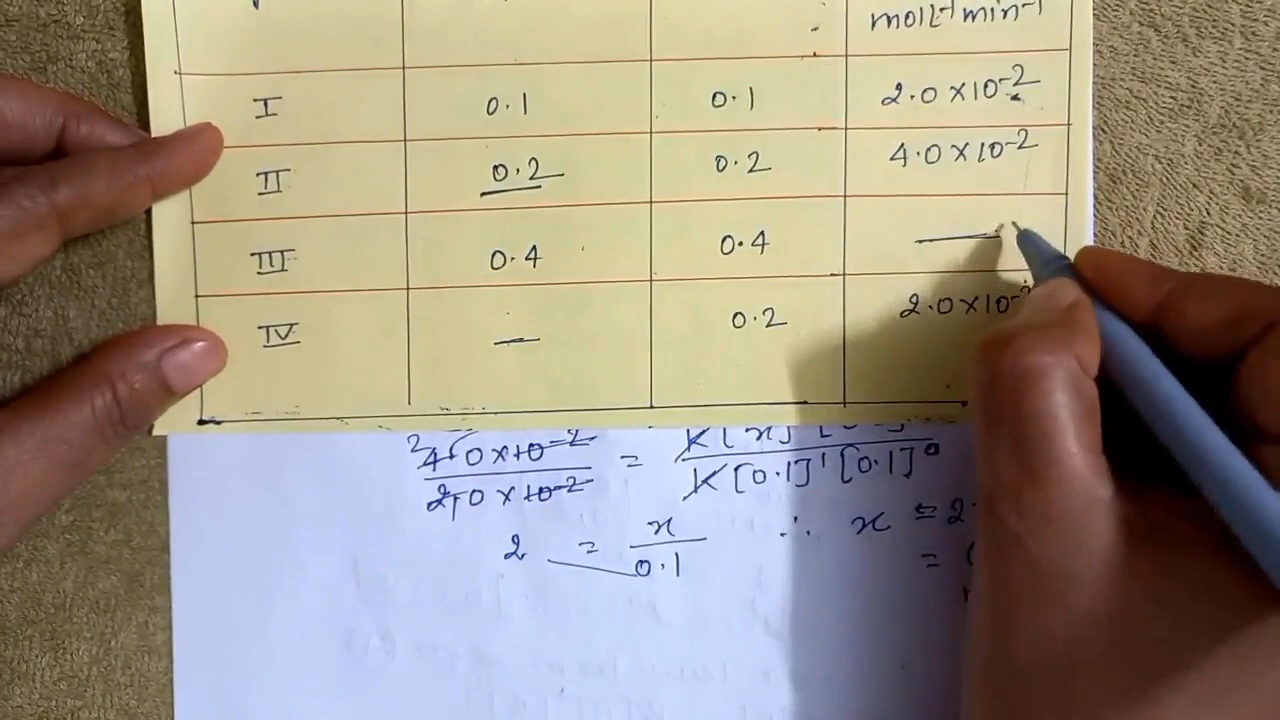 mol L-1 min-1
I 0.1 0.1 2.0 × 10-2
II 0.2 0.2 4.0 × 10-2
III 0.4 0.4 —
IV — 0.2 2.0 × 10-2
2
4.0 × 10-2 = K [x]
2.0 × 10-2 K [0.1]1 [0.1]0
2 = x ∴ x = 2
0.1 =